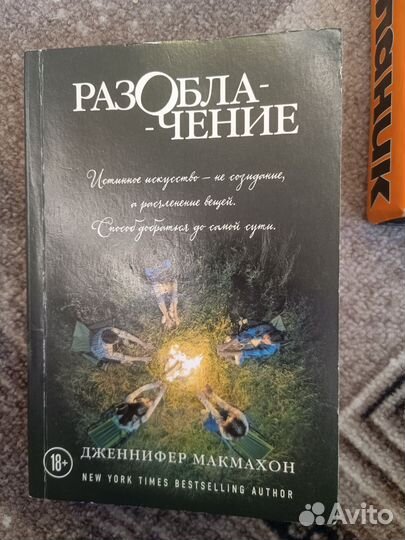 РАЗОБЛА-
-ЧЕНИЕ
Истинное искусство – не созидание,
а расчленение вещей.
Способ добраться до самой сути.
18+
ДЖЕННИФЕР МАКМАХОН
NEW YORK TIMES BESTSELLING AUTHOR
Avito